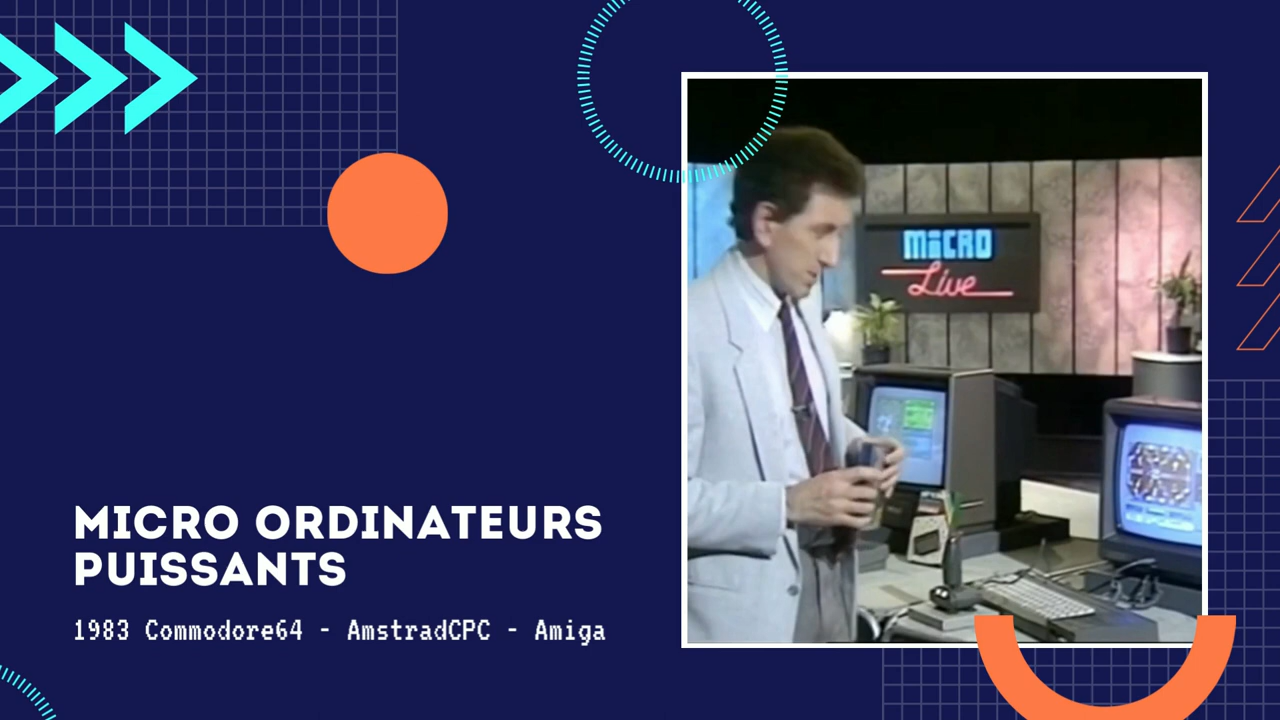 MICRO
Live
MICRO ORDINATEURS
PUISSANTS
1983 Commodore64 - AmstradCPC - Amiga